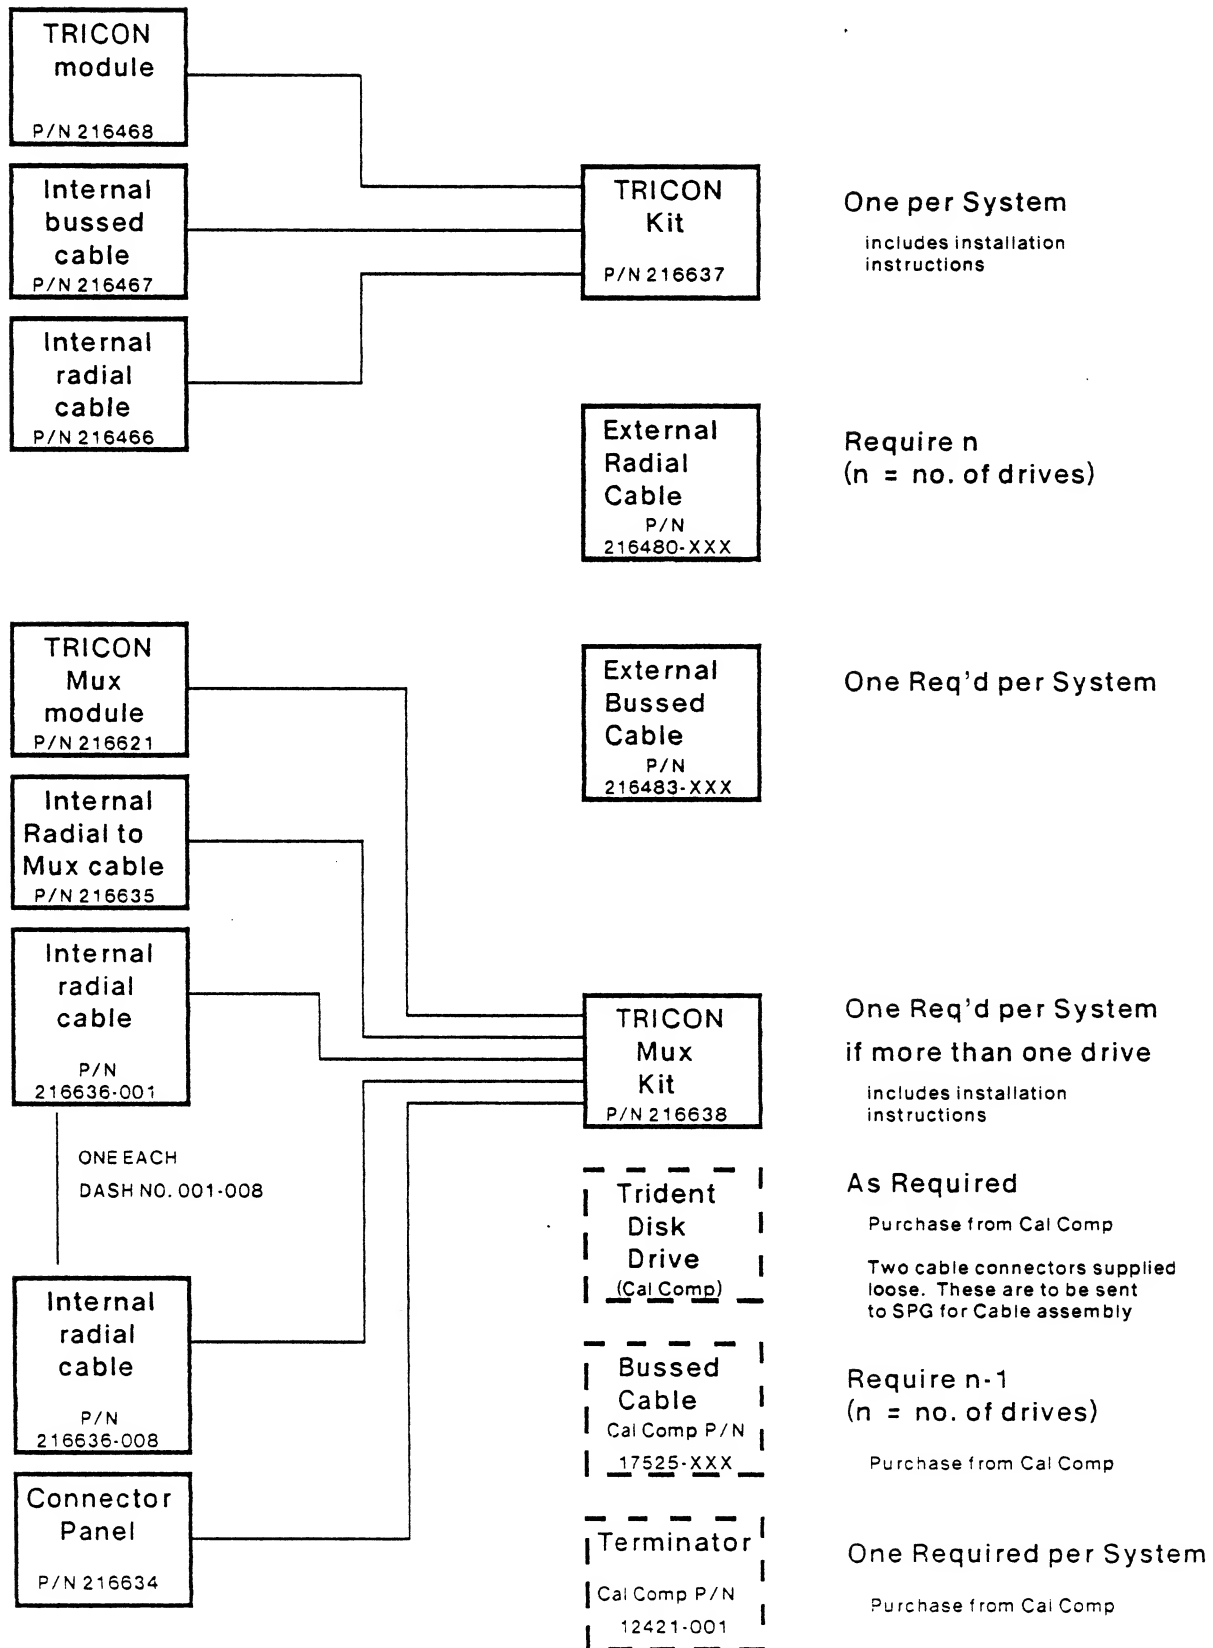 TRICON
module
P/N 216468
Internal
bussed
cable
P/N 216467
Internal
radial
cable
P/N 216466
TRICON
Kit
P/N 216637
One per System
includes installation
instructions
External
Radial
Cable
P/N
216480-XXX
Require n
(n = no. of drives)
TRICON
Mux
module
P/N 216621
Internal
Radial to
Mux cable
P/N 216635
Internal
radial
cable
P/N
216636-001
ONE EACH
DASH NO. 001-008
Internal
radial
cable
P/N
216636-008
Connector
Panel
P/N 216634
External
Bussed
Cable
P/N
216483-XXX
One Req'd per System
TRICON
Mux
Kit
P/N 216638
One Req'd per System
if more than one drive
includes installation
instructions
Trident
Disk
Drive
(Cal Comp)
As Required
Purchase from Cal Comp
Two cable connectors supplied
loose. These are to be sent
to SPG for Cable assembly
Bussed
Cable
Cal Comp P/N
17525-XXX
Require n-1
(n = no. of drives)
Purchase from Cal Comp
Terminator
Cal Comp P/N
12421-001
One Required per System
Purchase from Cal Comp